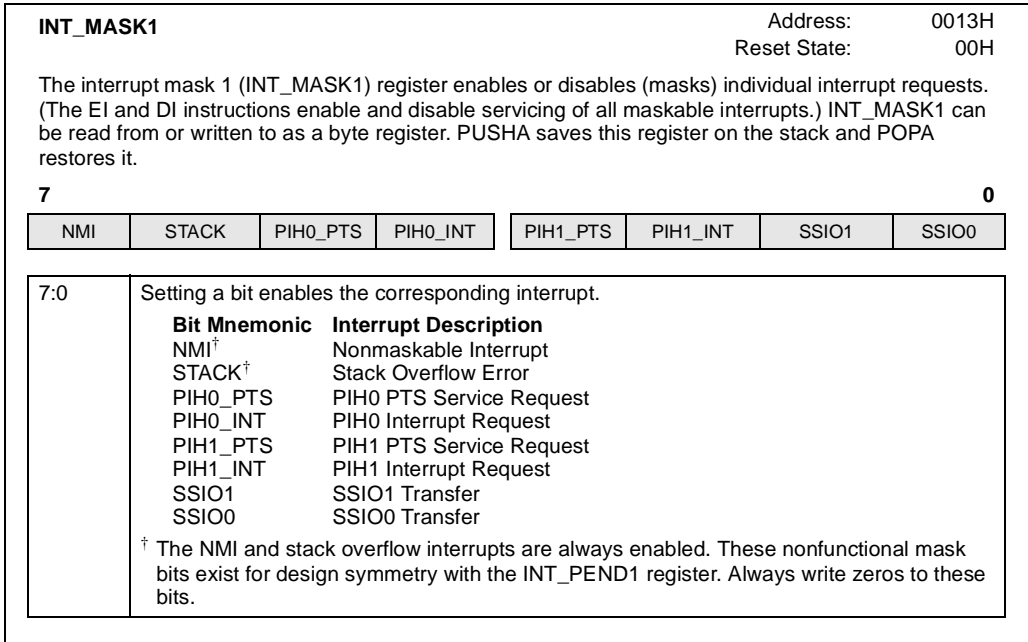 INT_MASK1 Address: 0013H
Reset State: 00H
The interrupt mask 1 (INT_MASK1) register enables or disables (masks) individual interrupt requests.
(The EI and DI instructions enable and disable servicing of all maskable interrupts.) INT_MASK1 can
be read from or written to as a byte register. PUSHA saves this register on the stack and POPA
restores it.
7 0
NMI STACK PIH0_PTS PIH0_INT PIH1_PTS PIH1_INT SSIO1 SSIO0
7:0 Setting a bit enables the corresponding interrupt.
Bit Mnemonic Interrupt Description
NMI† Nonmaskable Interrupt
STACK† Stack Overflow Error
PIH0_PTS PIH0 PTS Service Request
PIH0_INT PIH0 Interrupt Request
PIH1_PTS PIH1 PTS Service Request
PIH1_INT PIH1 Interrupt Request
SSIO1 SSIO1 Transfer
SSIO0 SSIO0 Transfer
† The NMI and stack overflow interrupts are always enabled. These nonfunctional mask
bits exist for design symmetry with the INT_PEND1 register. Always write zeros to these
bits.